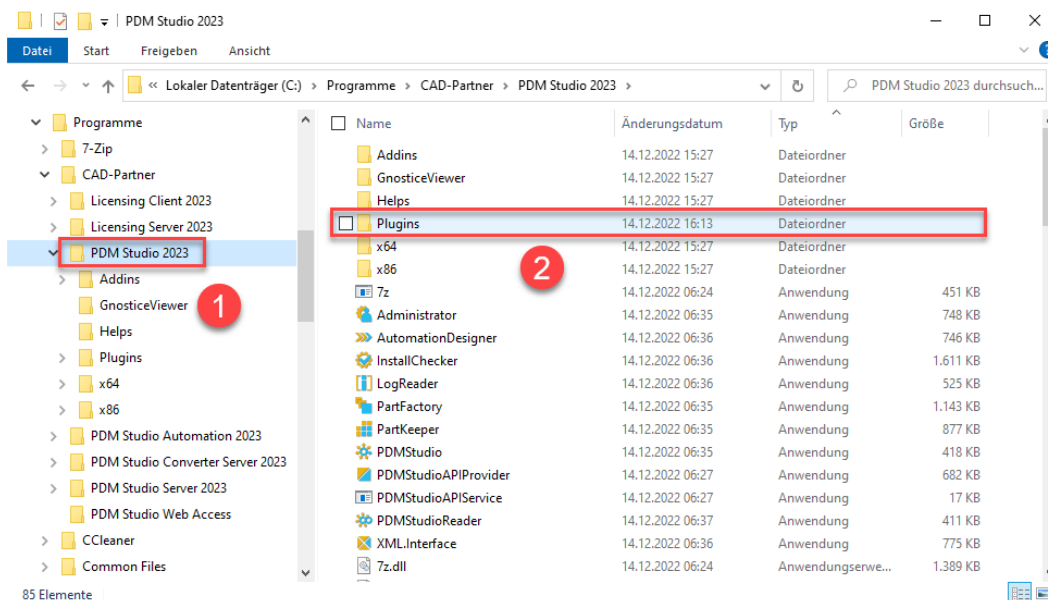 PDM Studio 2023
Datei Start Freigeben Ansicht
« Lokaler Datenträger (C:) > Programme > CAD-Partner > PDM Studio 2023 > PDM Studio 2023 durchsuch...
Programme
7-Zip
CAD-Partner
Licensing Client 2023
Licensing Server 2023
PDM Studio 2023
Addins
GnosticeViewer
1
Helps
Plugins
x64
x86
PDM Studio Automation 2023
PDM Studio Converter Server 2023
PDM Studio Server 2023
PDM Studio Web Access
CCleaner
Common Files
Name Änderungsdatum Typ Größe
Addins 14.12.2022 15:27 Dateiordner
GnosticeViewer 14.12.2022 15:27 Dateiordner
Helps 14.12.2022 15:27 Dateiordner
Plugins 14.12.2022 16:13 Dateiordner
x64 14.12.2022 15:27 Dateiordner
2
x86 14.12.2022 15:27 Dateiordner
7z 14.12.2022 06:24 Anwendung 451 KB
Administrator 14.12.2022 06:35 Anwendung 748 KB
AutomationDesigner 14.12.2022 06:36 Anwendung 746 KB
InstallChecker 14.12.2022 06:36 Anwendung 1.611 KB
LogReader 14.12.2022 06:36 Anwendung 525 KB
PartFactory 14.12.2022 06:35 Anwendung 1.143 KB
PartKeeper 14.12.2022 06:35 Anwendung 877 KB
PDMStudio 14.12.2022 06:35 Anwendung 418 KB
PDMStudioAPIProvider 14.12.2022 06:27 Anwendung 682 KB
PDMStudioAPIService 14.12.2022 06:27 Anwendung 17 KB
PDMStudioReader 14.12.2022 06:37 Anwendung 411 KB
XML.Interface 14.12.2022 06:36 Anwendung 775 KB
7z.dll 14.12.2022 06:24 Anwendungserwe... 1.389 KB
85 Elemente